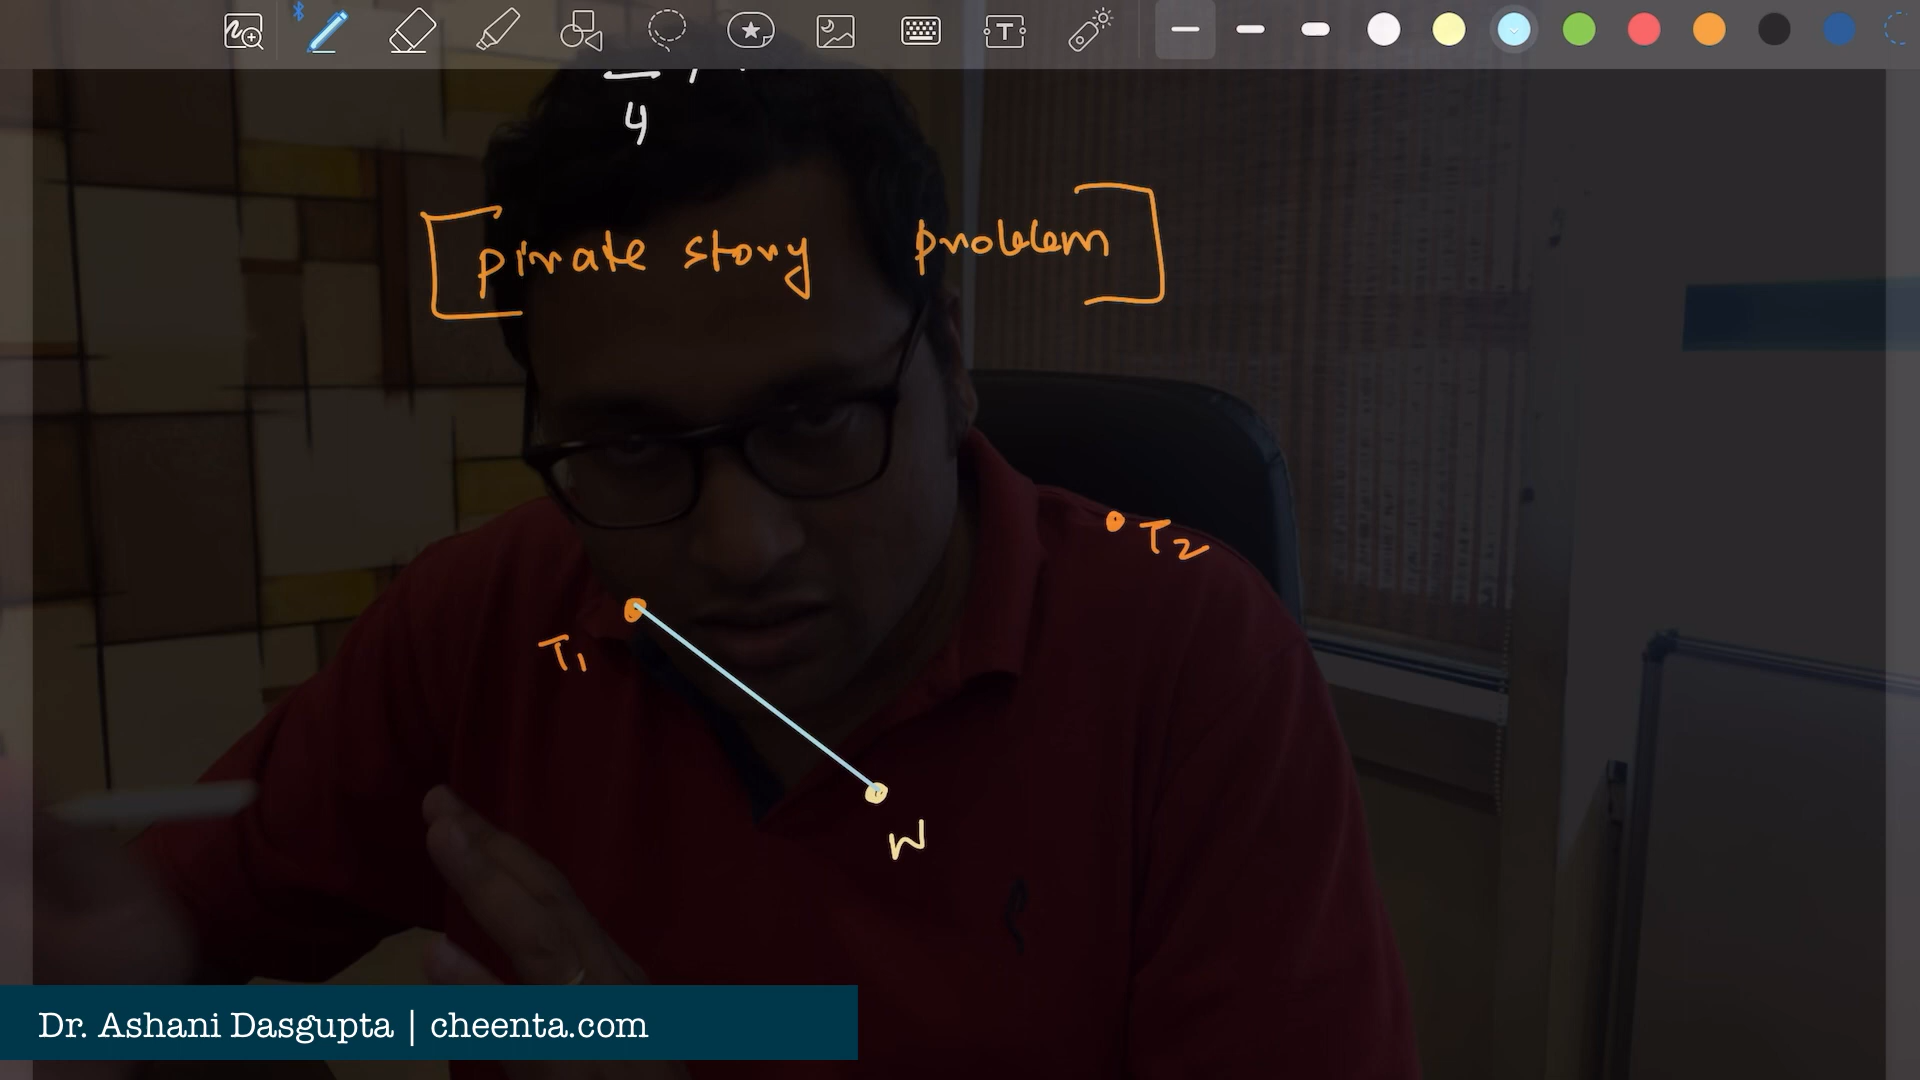 4
pirate story problem
T2
T1
W
Dr. Ashani Dasgupta | cheenta.com